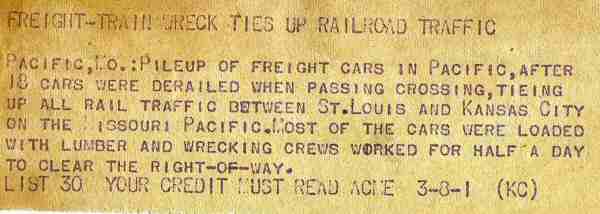 FREIGHT-TRAIN WRECK TIES UP RAILROAD TRAFFIC
PACIFIC,MO.:PILEUP OF FREIGHT CARS IN PACIFIC,AFTER
18 CARS WERE DERAILED WHEN PASSING CROSSING,TIEING
UP ALL RAIL TRAFFIC BETWEEN ST.LOUIS AND KANSAS CITY
ON THE MISSOURI PACIFIC.MOST OF THE CARS WERE LOADED
WITH LUMBER AND WRECKING CREWS WORKED FOR HALF A DAY
TO CLEAR THE RIGHT-OF-WAY.
LIST 30 YOUR CREDIT MUST READ ACME 3-8-1 (KC)